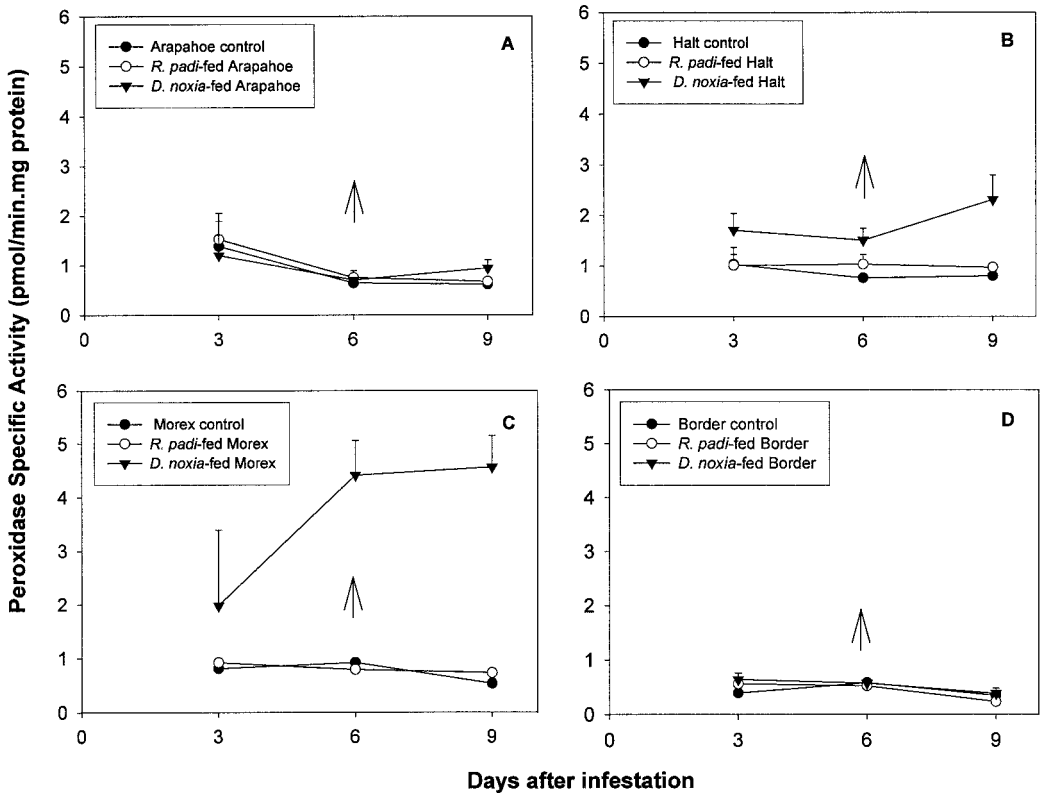 Peroxidase Specific Activity (pmol/min.mg protein)
A
Arapahoe control
R. padi-fed Arapahoe
D. noxia-fed Arapahoe
6
5
4
3
2
1
0
0 3 6 9
B
Halt control
R. padi-fed Halt
D. noxia-fed Halt
6
5
4
3
2
1
0
0 3 6 9
C
Morex control
R. padi-fed Morex
D. noxia-fed Morex
6
5
4
3
2
1
0
0 3 6 9
D
Border control
R. padi-fed Border
D. noxia-fed Border
6
5
4
3
2
1
0
0 3 6 9
Days after infestation